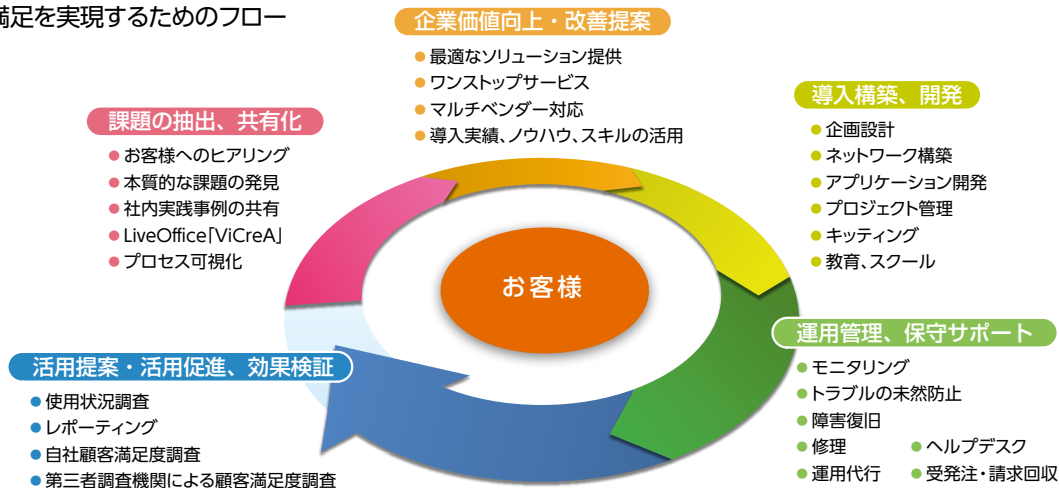 足を実現するためのフロー
企業価値向上・改善提案
● 最適なソリューション提供
● ワンストップサービス
● マルチベンダー対応
● 導入実績、ノウハウ、スキルの活用
課題の抽出、共有化
● お客様へのヒアリング
● 本質的な課題の発見
● 社内実践事例の共有
● LiveOffice「ViCreA」
● プロセス可視化
導入構築、開発
● 企画設計
● ネットワーク構築
● アプリケーション開発
● プロジェクト管理
● キッティング
● 教育、スクール
お客様
運用管理、保守サポート
● モニタリング
● トラブルの未然防止
● 障害復旧
● 修理 ● ヘルプデスク
● 運用代行 ● 受発注・請求回収
活用提案・活用促進、効果検証
● 使用状況調査
● レポーティング
● 自社顧客満足度調査
● 第三者調査機関による顧客満足度調査